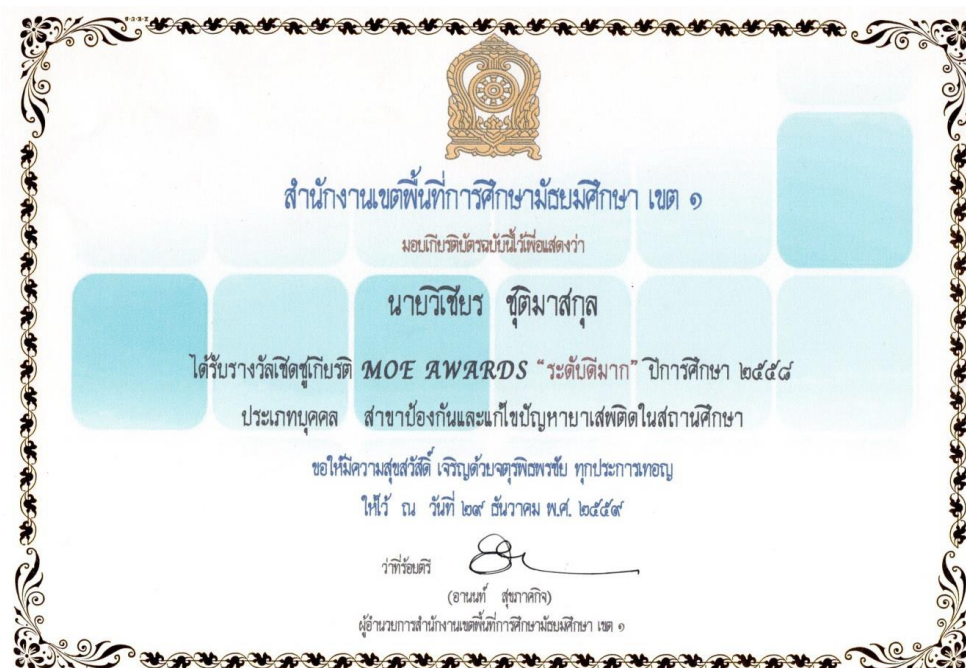 สำนักงานเขตพื้นที่การศึกษามัธยมศึกษา เขต ๑
มอบเกียรติบัตรฉบับนี้ไว้เพื่อแสดงว่า
นายวิเชียร ชุติมาสกุล
ได้รับรางวัลเชิดชูเกียรติ MOE AWARDS “ระดับดีมาก” ปีการศึกษา ๒๕๕๘
ประเภทบุคคล สาขาป้องกันและแก้ไขปัญหายาเสพติดในสถานศึกษา
ขอให้มีความสุขสวัสดิ์ เจริญด้วยจตุรพิธพรชัย ทุกประการเทอญ
ให้ไว้ ณ วันที่ ๒๙ ธันวาคม พ.ศ. ๒๕๕๙
ว่าที่ร้อยตรี
(อานนท์ สุขภาคกิจ)
ผู้อำนวยการสำนักงานเขตพื้นที่การศึกษามัธยมศึกษา เขต ๑